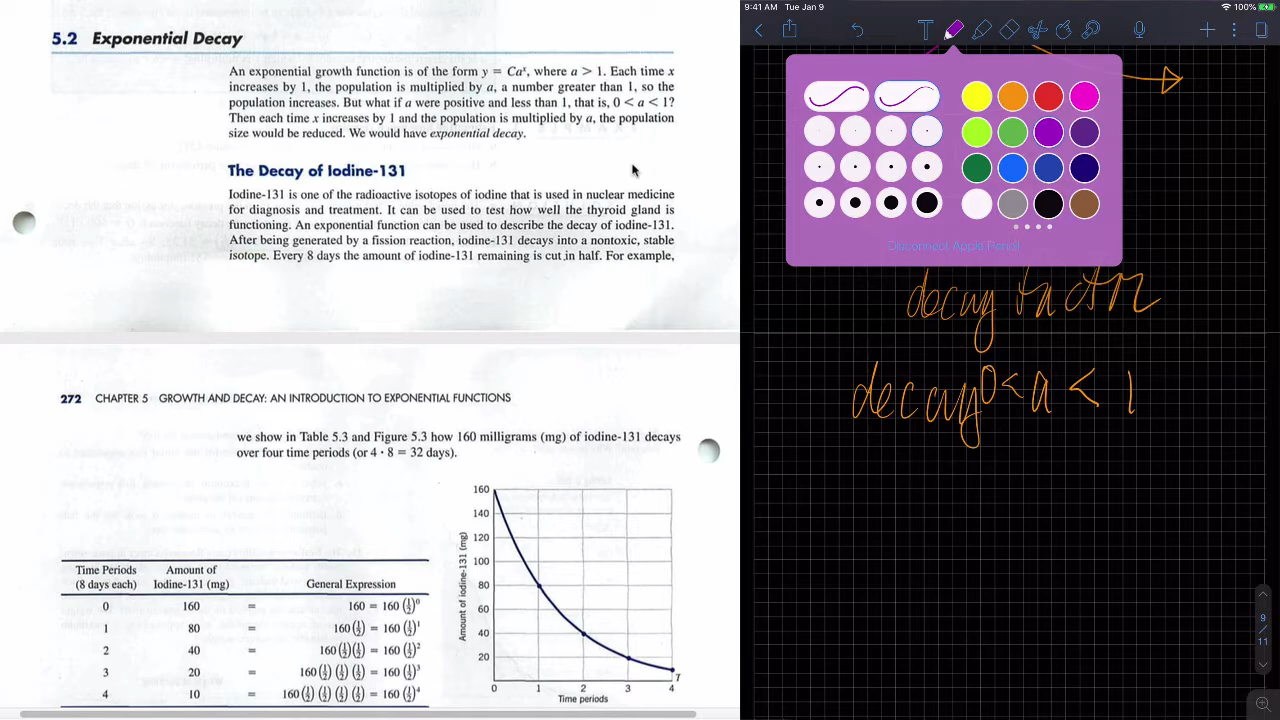 5.2 Exponential Decay
An exponential growth function is of the form y = Caˣ, where a > 1. Each time x
increases by 1, the population is multiplied by a, a number greater than 1, so the
population increases. But what if a were positive and less than 1, that is, 0 < a < 1?
Then each time x increases by 1 and the population is multiplied by a, the population
size would be reduced. We would have exponential decay.
The Decay of Iodine-131
Iodine-131 is one of the radioactive isotopes of iodine that is used in nuclear medicine
for diagnosis and treatment. It can be used to test how well the thyroid gland is
functioning. An exponential function can be used to describe the decay of iodine-131.
After being generated by a fission reaction, iodine-131 decays into a nontoxic, stable
isotope. Every 8 days the amount of iodine-131 remaining is cut in half. For example,
272 CHAPTER 5 GROWTH AND DECAY: AN INTRODUCTION TO EXPONENTIAL FUNCTIONS
we show in Table 5.3 and Figure 5.3 how 160 milligrams (mg) of iodine-131 decays
over four time periods (or 4 · 8 = 32 days).
Time Periods Amount of
(8 days each) Iodine-131 (mg) General Expression
0 160 = 160 = 160 (1/2)⁰
1 80 = 160(1/2) = 160 (1/2)¹
2 40 = 160(1/2)(1/2) = 160 (1/2)²
3 20 = 160(1/2)(1/2)(1/2) = 160 (1/2)³
4 10 = 160(1/2)(1/2)(1/2)(1/2) = 160 (1/2)⁴
Amount of iodine-131 (mg)
160
140
120
100
80
60
40
20
0 1 2 3 4
T
Time periods
9:41 AM Tue Jan 9
100%
T
Disconnect Apple Pencil
decay factor
decay 0 < a < 1
9
/
11